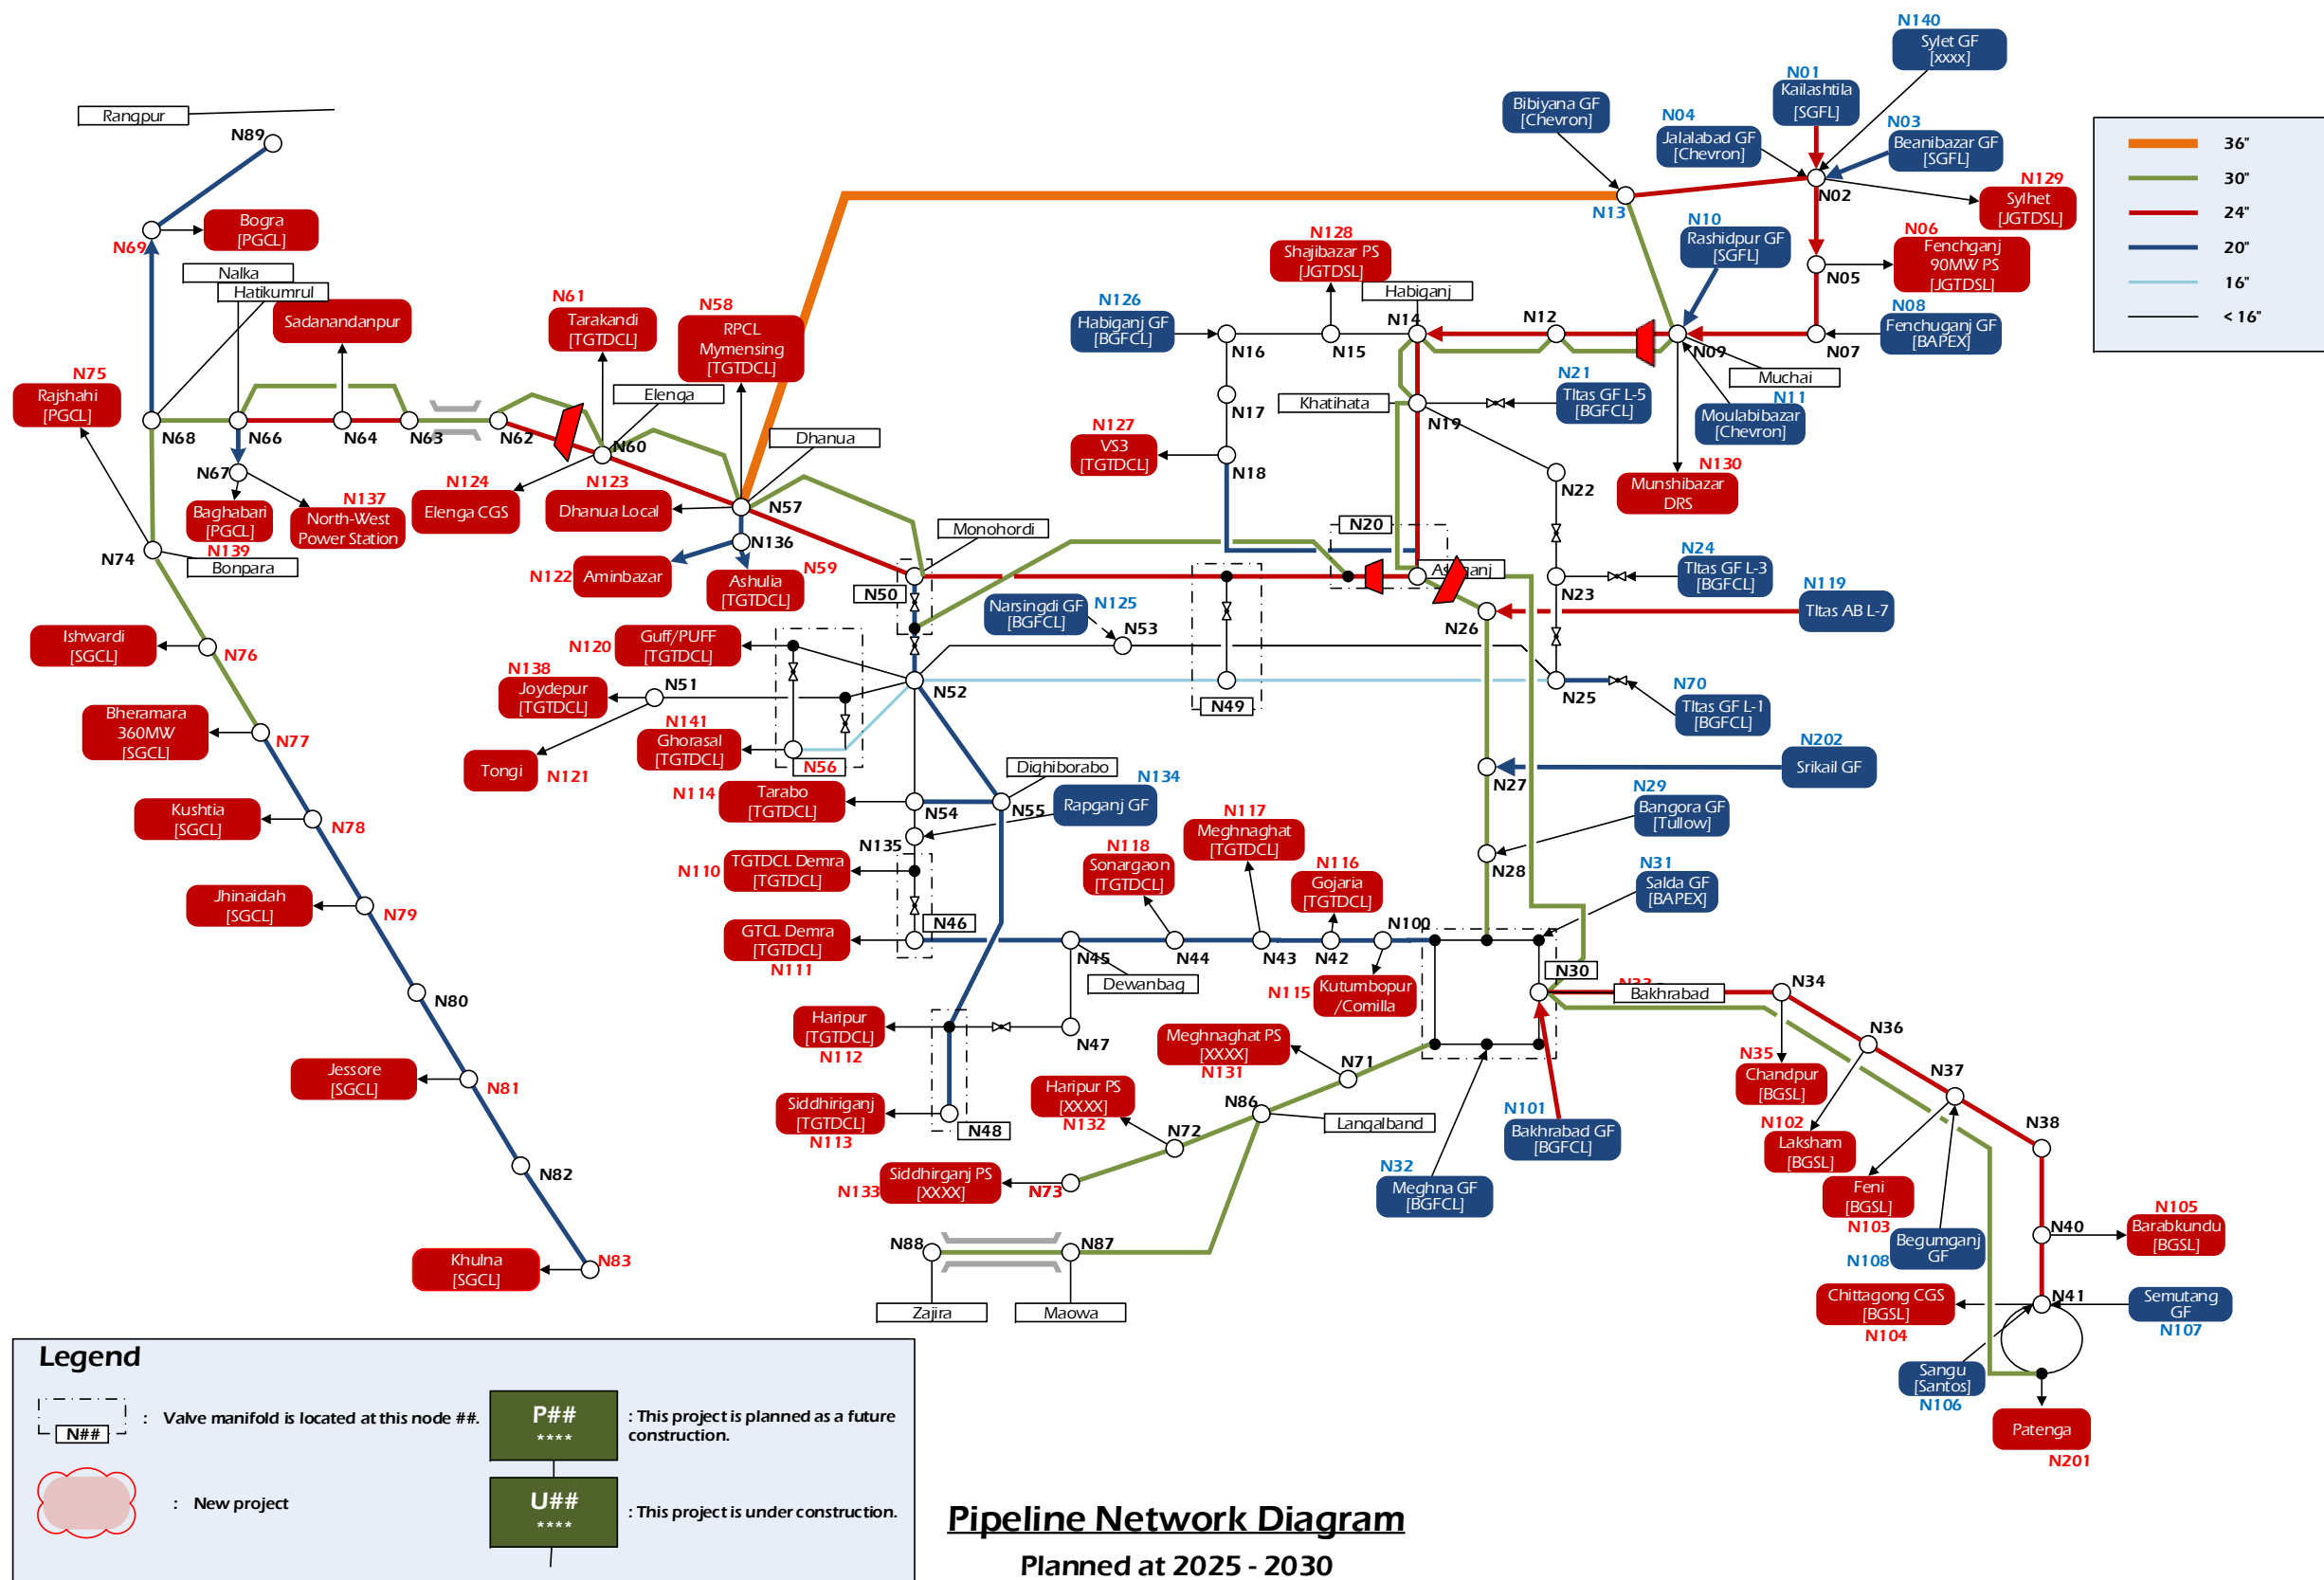 N140
Sylet GF
[xxxx]
N01
Kailashtila
[SGFL]
Bibiyana GF
[Chevron]
N04
Jalalabad GF
[Chevron]
N03
Beanibazar GF
[SGFL]
36"
30"
24"
20"
16"
< 16"
Rangpur
N89
N13
N02
N129
Sylhet
[JGTDSL]
N69
Bogra
[PGCL]
N10
Rashidpur GF
[SGFL]
N06
Fenchganj
90MW PS
[JGTDSL]
N05
N128
Shajibazar PS
[JGTDSL]
Nalka
Hatikumrul
Sadanandanpur
N61
Tarakandi
[TGTDCL]
N58
RPCL
Mymensing
[TGTDCL]
N126
Habiganj GF
[BGFCL]
Habiganj
N14
N12
N16
N15
N09
N07
N08
Fenchuganj GF
[BAPEX]
Muchai
N11
Moulabibazar
[Chevron]
N75
Rajshahi
[PGCL]
Elenga
N17
Khatihata
N19
N21
TItas GF L-5
[BGFCL]
N68
N66
N64
N63
N62
N60
Dhanua
N127
VS3
[TGTDCL]
N18
N22
N130
Munshibazar
DRS
N67
N137
Baghabari
[PGCL]
North-West
Power Station
N139
N124
Elenga CGS
N123
Dhanua Local
N57
N74
Bonpara
N136
N122
Aminbazar
Ashulia
[TGTDCL]
N59
Monohordi
N50
N20
As
ganj
N23
N24
TItas GF L-3
[BGFCL]
N119
TItas AB L-7
N26
Narsingdi GF
[BGFCL]
N125
N53
Ishwardi
[SGCL]
N76
N120
Guff/PUFF
[TGTDCL]
N138
Joydepur
[TGTDCL]
N51
N52
N49
N25
N70
TItas GF L-1
[BGFCL]
Bheramara
360MW
[SGCL]
N77
N141
Ghorasal
[TGTDCL]
Tongi
N121
N56
N202
Srikail GF
N27
Dighiborabo
N134
Rapganj GF
N114
Tarabo
[TGTDCL]
N54
N55
N135
Kushtia
[SGCL]
N78
N29
Bangora GF
[Tullow]
N28
N117
Meghnaghat
[TGTDCL]
N118
Sonargaon
[TGTDCL]
N116
Gojaria
[TGTDCL]
N110
TGTDCL Demra
[TGTDCL]
N31
Salda GF
[BAPEX]
Jhinaidah
[SGCL]
N79
N46
GTCL Demra
[TGTDCL]
N111
N45
N44
N43
N42
N100
Dewanbag
N115
Kutumbopur
/Comilla
N30
Bakhrabad
N34
N80
Haripur
[TGTDCL]
N112
N47
Meghnaghat PS
[XXXX]
N131
N71
N36
N35
Chandpur
[BGSL]
N37
Jessore
[SGCL]
N81
Siddhiriganj
[TGTDCL]
N113
N48
Haripur PS
[XXXX]
N132
N86
Langalband
N72
N101
Bakhrabad GF
[BGFCL]
N102
Laksham
[BGSL]
N38
N82
N133
Siddhirganj PS
[XXXX]
N73
N32
Meghna GF
[BGFCL]
Feni
[BGSL]
N103
N105
Barabkundu
[BGSL]
N40
Begumganj
GF
N108
Khulna
[SGCL]
N83
N88
N87
Zajira
Maowa
Chittagong CGS
[BGSL]
N104
N41
Semutang
GF
N107
Sangu
[Santos]
N106
Patenga
N201
Legend
N##
: Valve manifold is located at this node ##.
: New project
P##
****
: This project is planned as a future
construction.
U##
****
: This project is under construction.
Pipeline Network Diagram
Planned at 2025 - 2030